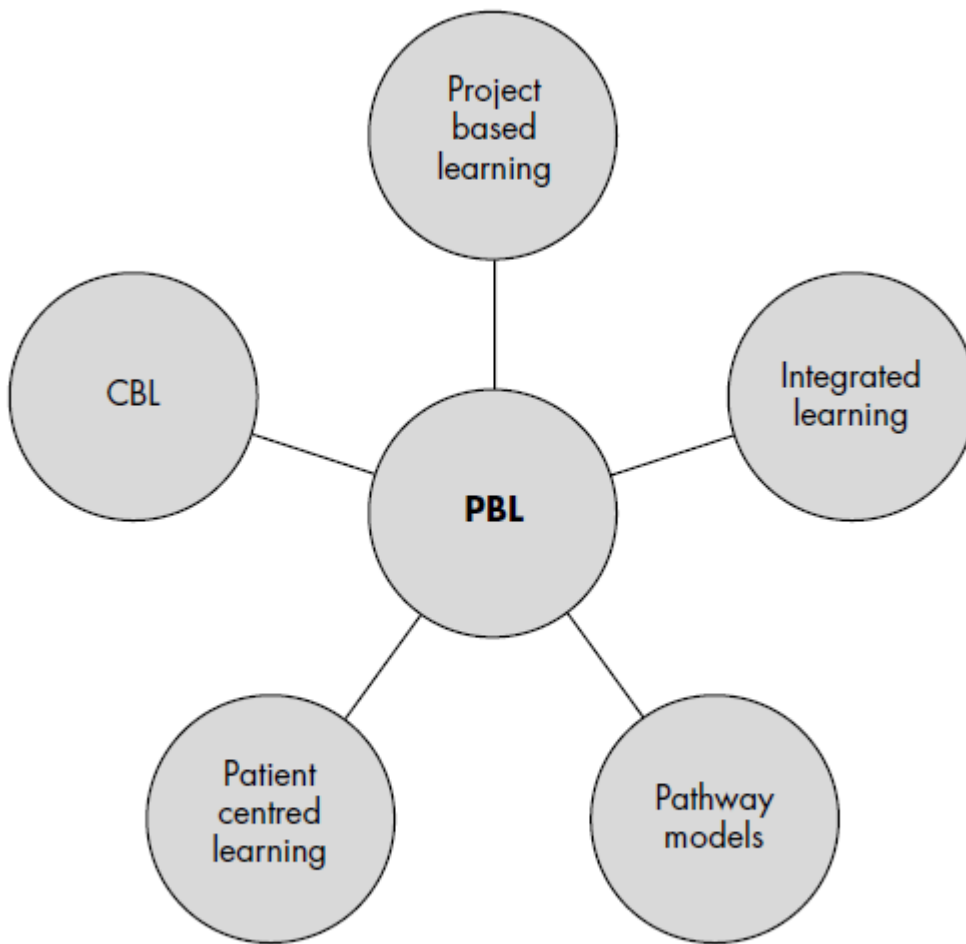 Project
based
learning
CBL
Integrated
learning
PBL
Patient
centred
learning
Pathway
models